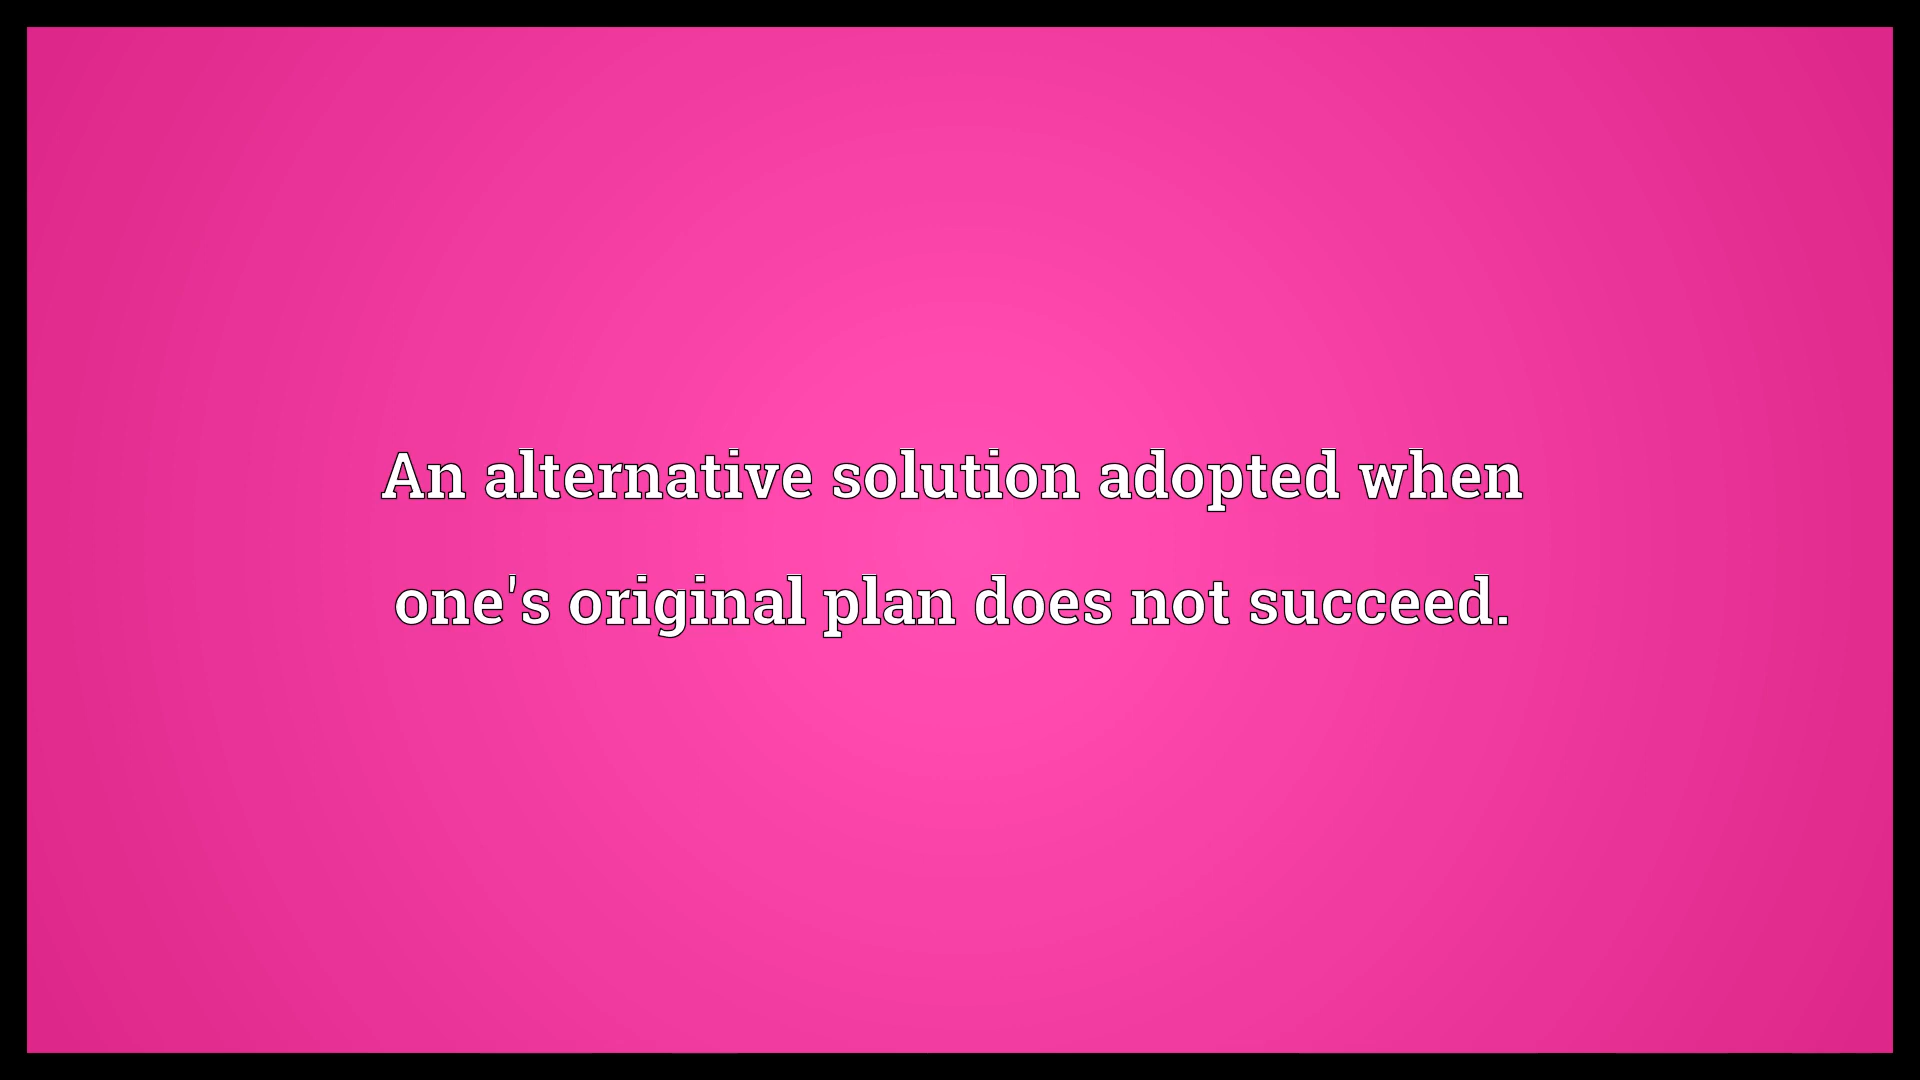 An alternative solution adopted when
one's original plan does not succeed.